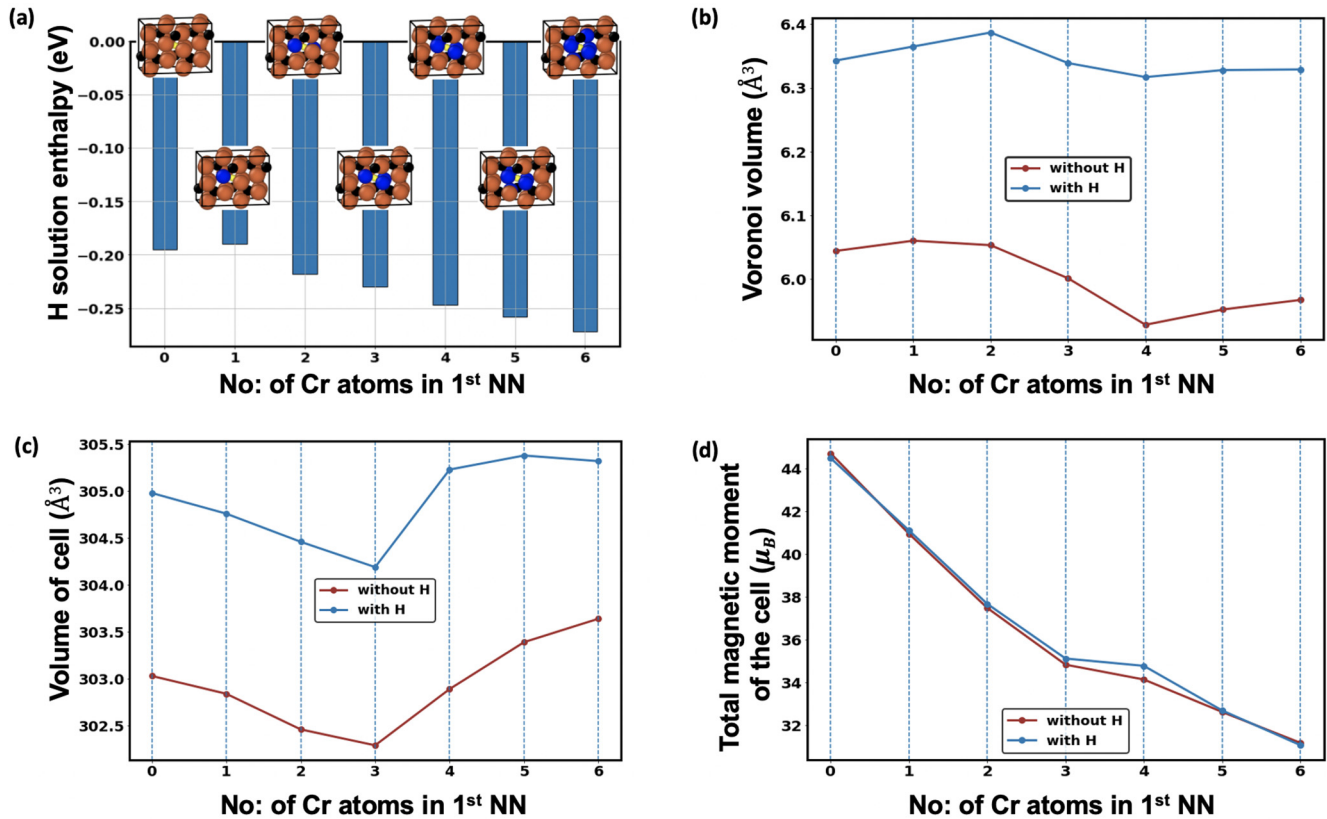 (a)
H solution enthalpy (eV)
0.00
−0.05
−0.10
−0.15
−0.20
−0.25
0 1 2 3 4 5 6
No: of Cr atoms in 1st NN
(b)
Voronoi volume (Å3)
6.4
6.3
6.2
6.1
6.0
without H
with H
0 1 2 3 4 5 6
No: of Cr atoms in 1st NN
(c)
Volume of cell (Å3)
305.5
305.0
304.5
304.0
303.5
303.0
302.5
without H
with H
0 1 2 3 4 5 6
No: of Cr atoms in 1st NN
(d)
Total magnetic moment
of the cell (μB)
44
42
40
38
36
34
32
without H
with H
0 1 2 3 4 5 6
No: of Cr atoms in 1st NN